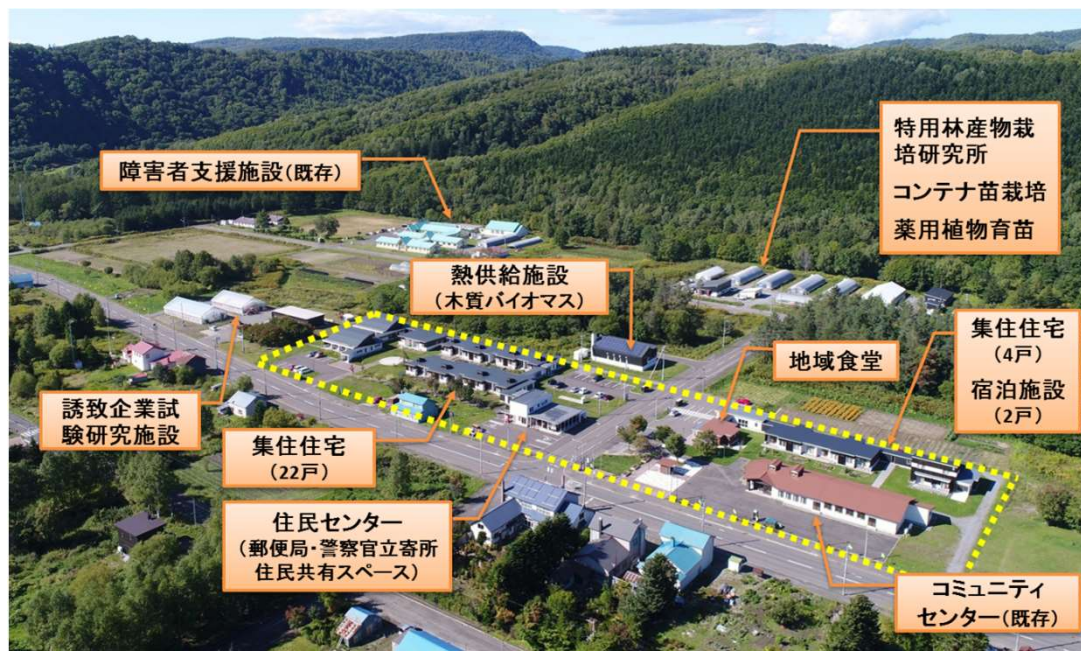 障害者支援施設(既存)
特用林産物栽
培研究所
コンテナ苗栽培
薬用植物育苗
熱供給施設
(木質バイオマス)
地域食堂
集住住宅
(4戸)
宿泊施設
(2戸)
誘致企業試
験研究施設
集住住宅
(22戸)
住民センター
(郵便局・警察官立寄所
住民共有スペース)
コミュニティ
センター(既存)